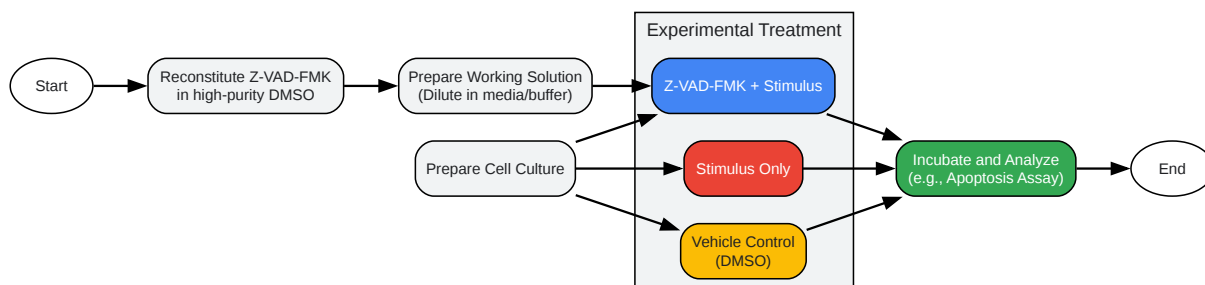 Experimental Treatment
Start
Reconstitute Z-VAD-FMK
in high-purity DMSO
Prepare Working Solution
(Dilute in media/buffer)
Z-VAD-FMK + Stimulus
Prepare Cell Culture
Stimulus Only
Incubate and Analyze
(e.g., Apoptosis Assay)
End
Vehicle Control
(DMSO)